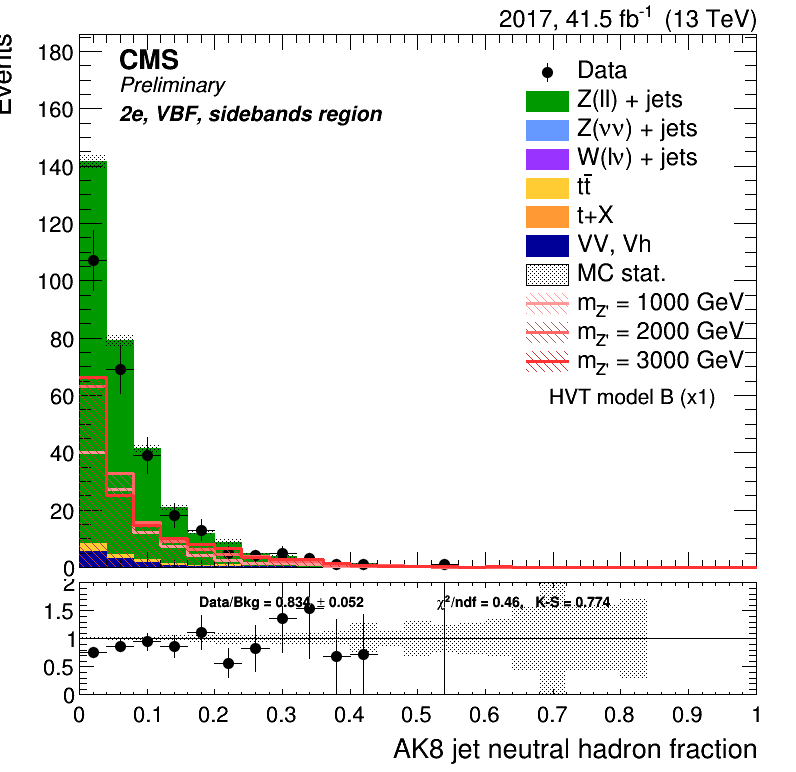 2017, 41.5 fb⁻¹ (13 TeV)
Events
CMS
Preliminary
2e, VBF, sidebands region
Data
Z(ll) + jets
Z(νν) + jets
W(lν) + jets
tt̄
t+X
VV, Vh
MC stat.
m_Z' = 1000 GeV
m_Z' = 2000 GeV
m_Z' = 3000 GeV
HVT model B (x1)
180
160
140
120
100
80
60
40
20
0
Data/Bkg = 0.834 ± 0.052
χ²/ndf = 0.46, K-S = 0.774
2
1.5
1
0.5
0
0 0.1 0.2 0.3 0.4 0.5 0.6 0.7 0.8 0.9 1
AK8 jet neutral hadron fraction